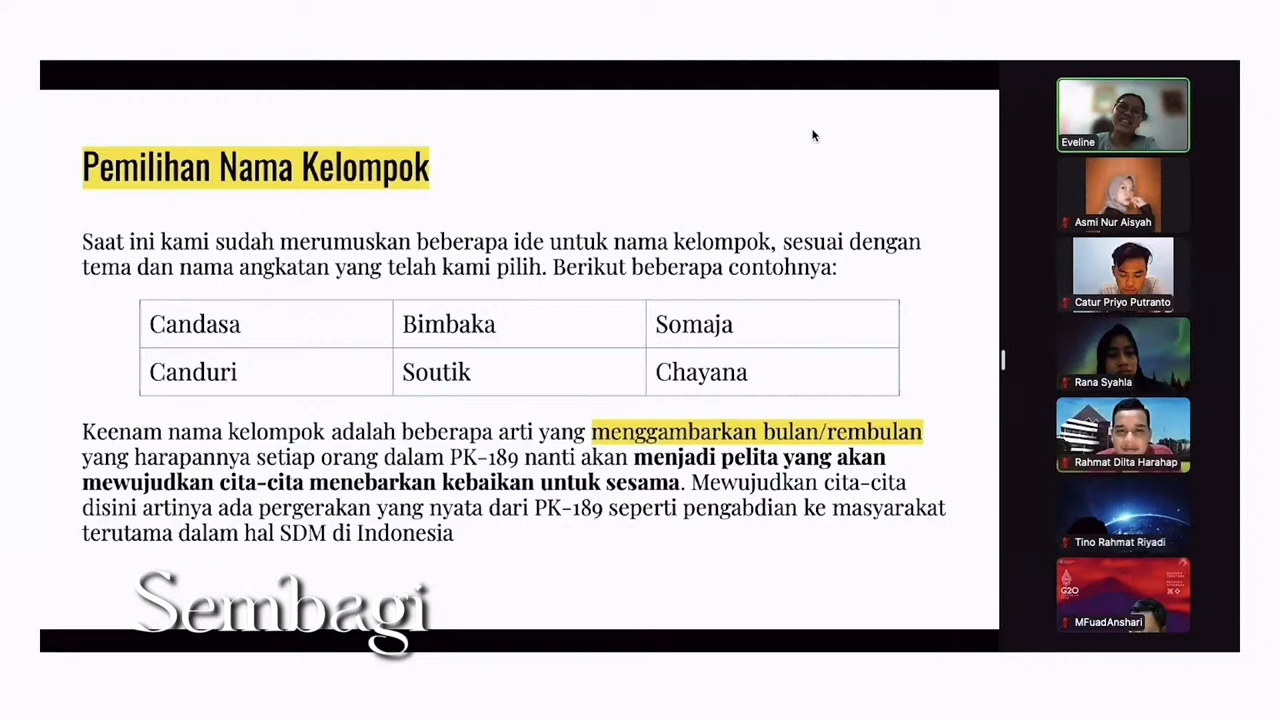 Pemilihan Nama Kelompok
Saat ini kami sudah merumuskan beberapa ide untuk nama kelompok, sesuai dengan
tema dan nama angkatan yang telah kami pilih. Berikut beberapa contohnya:
Candasa Bimbaka Somaja
Canduri Soutik Chayana
Keenam nama kelompok adalah beberapa arti yang menggambarkan bulan/rembulan
yang harapannya setiap orang dalam PK-189 nanti akan menjadi pelita yang akan
mewujudkan cita-cita menebarkan kebaikan untuk sesama. Mewujudkan cita-cita
disini artinya ada pergerakan yang nyata dari PK-189 seperti pengabdian ke masyarakat
terutama dalam hal SDM di Indonesia
Sembagi
Eveline
Asmi Nur Aisyah
Catur Priyo Putranto
Rana Syahla
Rahmat Dilta Harahap
Tino Rahmat Riyadi
G20
MFuadAnshari